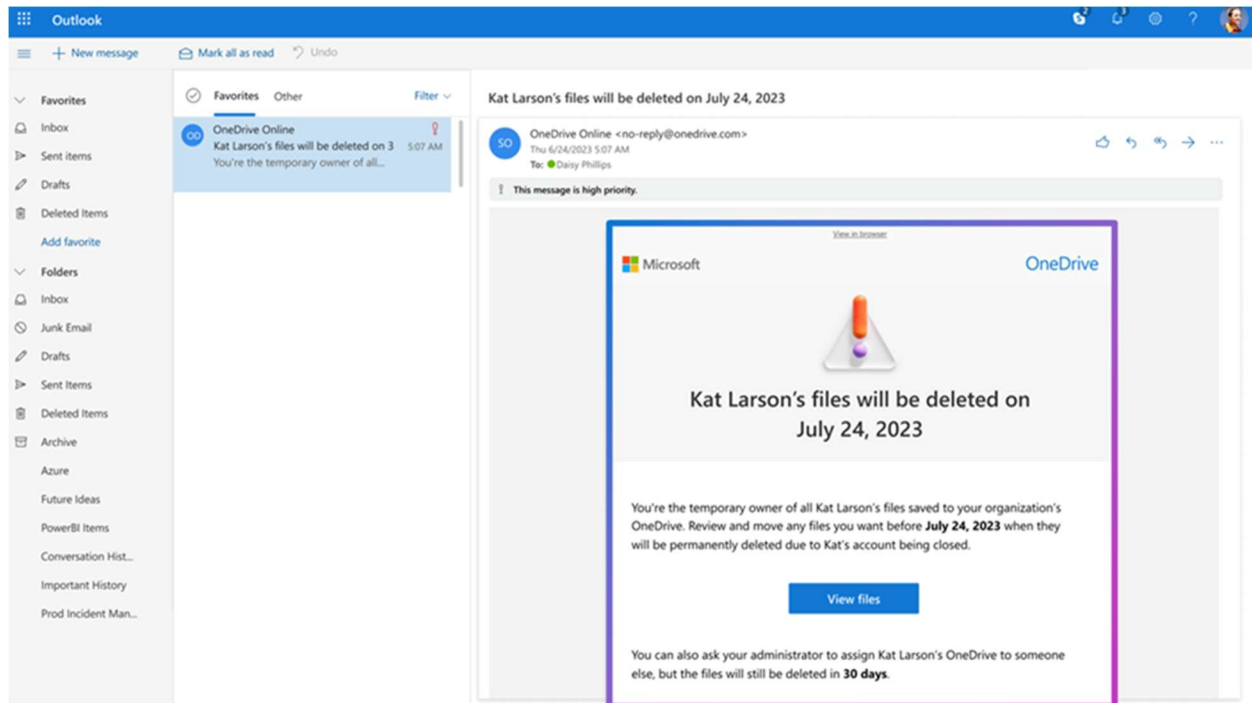 Outlook
2
3
?
New message
Mark all as read
Undo
Favorites
Inbox
Sent items
Drafts
Deleted Items
Add favorite
Folders
Inbox
Junk Email
Drafts
Sent Items
Deleted Items
Archive
Azure
Future Ideas
PowerBI Items
Conversation Hist...
Important History
Prod Incident Man...
Favorites Other Filter
OD
OneDrive Online
Kat Larson's files will be deleted on 3 5:07 AM
You're the temporary owner of all...
Kat Larson's files will be deleted on July 24, 2023
SO
OneDrive Online <no-reply@onedrive.com>
Thu 6/24/2023 5:07 AM
To: Daisy Phillips
This message is high priority.
View in browser
Microsoft OneDrive
Kat Larson's files will be deleted on
July 24, 2023
You're the temporary owner of all Kat Larson's files saved to your organization's
OneDrive. Review and move any files you want before July 24, 2023 when they
will be permanently deleted due to Kat's account being closed.
View files
You can also ask your administrator to assign Kat Larson's OneDrive to someone
else, but the files will still be deleted in 30 days.